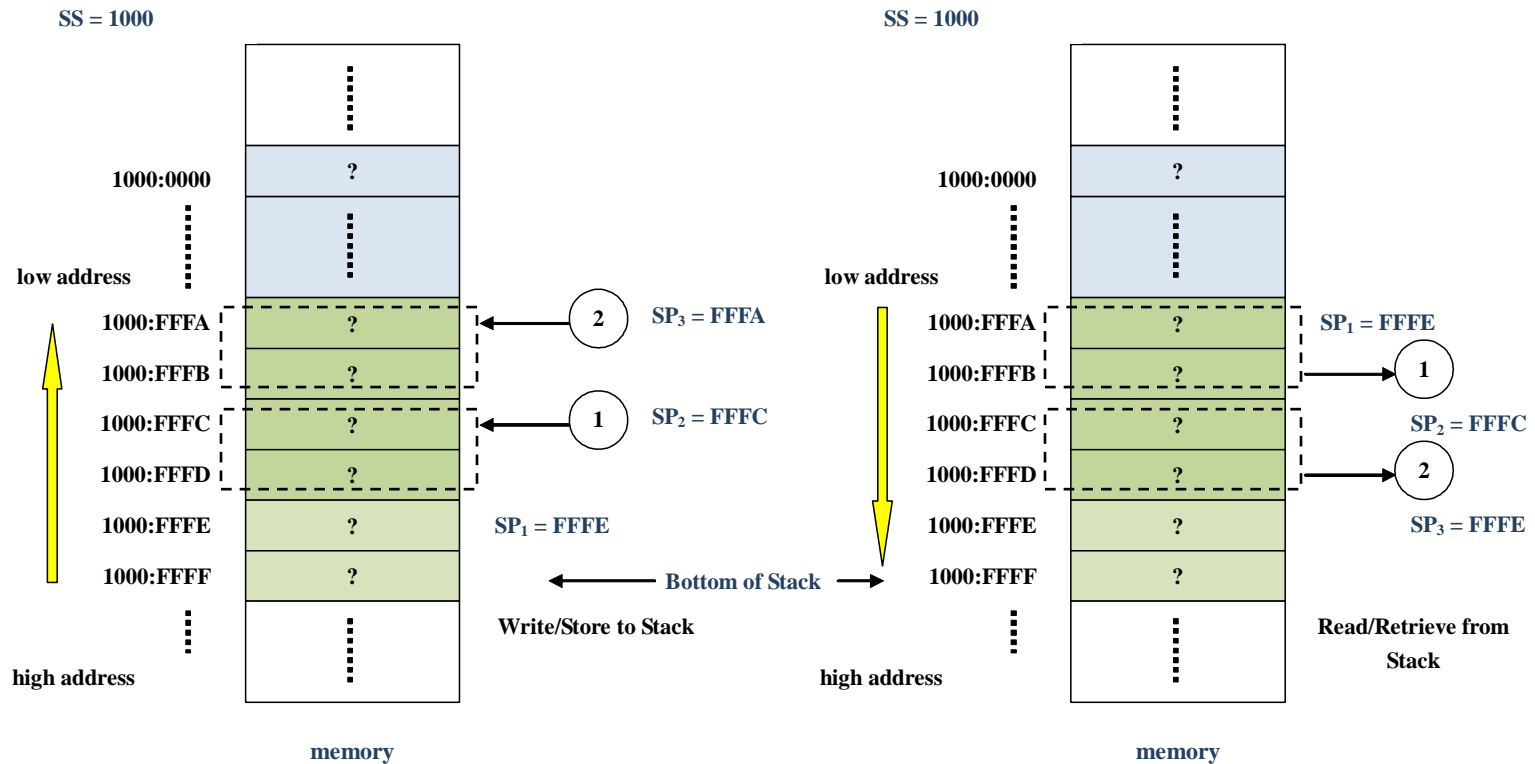 SS = 1000
1000:0000
?
low address
1000:FFFA
?
2
SP3 = FFFA
1000:FFFB
?
1000:FFFC
?
1
SP2 = FFFC
1000:FFFD
?
1000:FFFE
?
SP1 = FFFE
1000:FFFF
?
Bottom of Stack
Write/Store to Stack
high address
memory
SS = 1000
1000:0000
?
low address
1000:FFFA
?
SP1 = FFFE
1000:FFFB
?
1
1000:FFFC
?
SP2 = FFFC
1000:FFFD
?
2
1000:FFFE
?
SP3 = FFFE
1000:FFFF
?
Read/Retrieve from
Stack
high address
memory